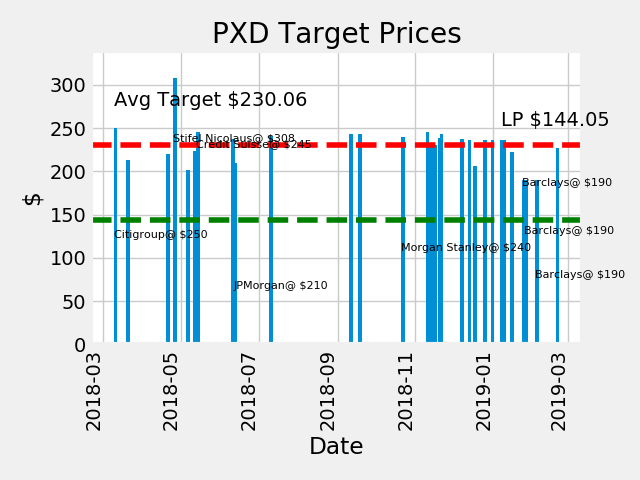 PXD Target Prices
300
Avg Target $230.06
LP $144.05
250
Stifel Nicolaus@ $308
Credit Suisse@ $245
200
Barclays@ $190
$
150
Citigroup@ $250
Barclays@ $190
Morgan Stanley@ $240
100
Barclays@ $190
JPMorgan@ $210
50
0
2018-03
2018-05
2018-07
2018-09
2018-11
2019-01
2019-03
Date